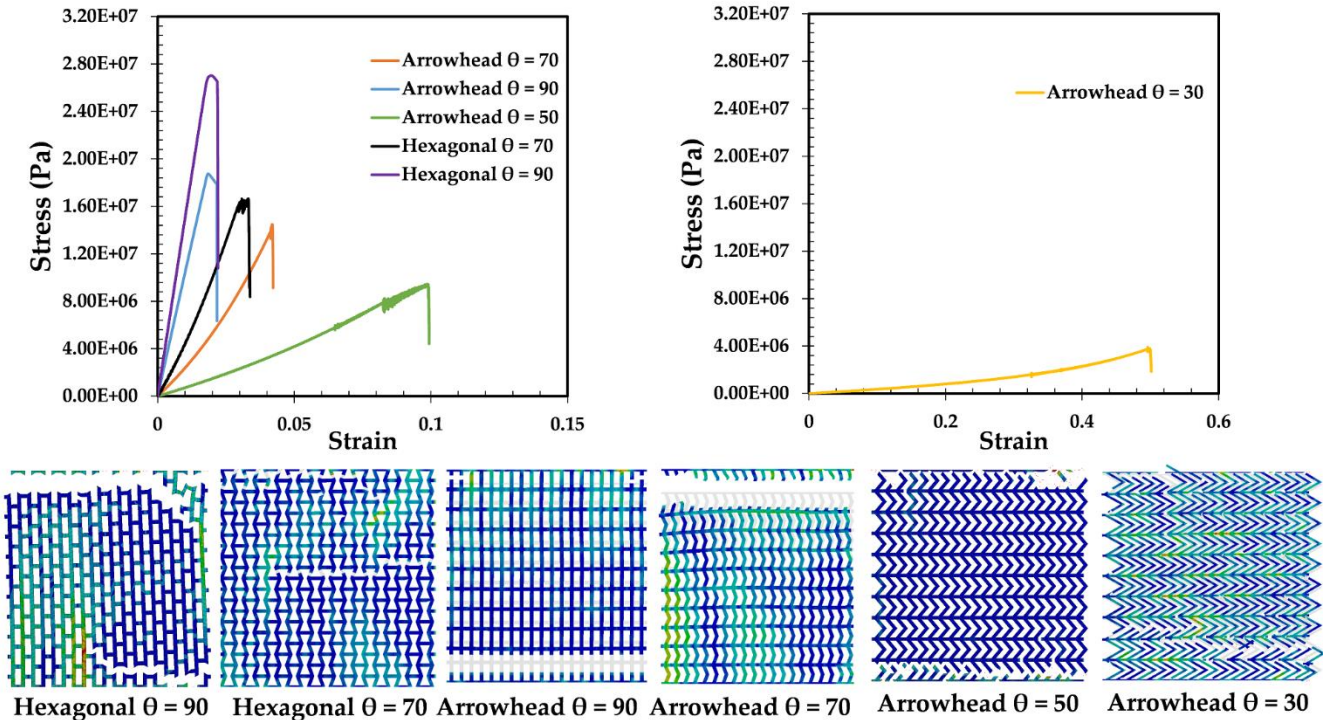 3.20E+07
2.80E+07
2.40E+07
2.00E+07
1.60E+07
1.20E+07
8.00E+06
4.00E+06
0.00E+00
Stress (Pa)
Arrowhead θ = 70
Arrowhead θ = 90
Arrowhead θ = 50
Hexagonal θ = 70
Hexagonal θ = 90
0 0.05 0.1 0.15
Strain
3.20E+07
2.80E+07
2.40E+07
2.00E+07
1.60E+07
1.20E+07
8.00E+06
4.00E+06
0.00E+00
Stress (Pa)
Arrowhead θ = 30
0 0.2 0.4 0.6
Strain
Hexagonal θ = 90 Hexagonal θ = 70 Arrowhead θ = 90 Arrowhead θ = 70 Arrowhead θ = 50 Arrowhead θ = 30